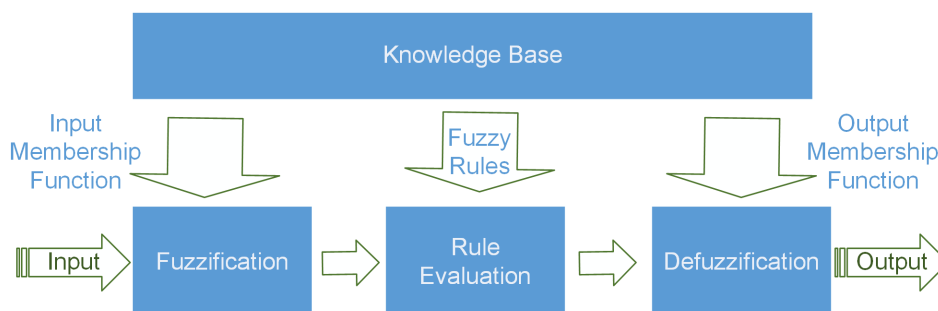 Knowledge Base
Input
Membership
Function
Fuzzy
Rules
Output
Membership
Function
Input
Fuzzification
Rule
Evaluation
Defuzzification
Output